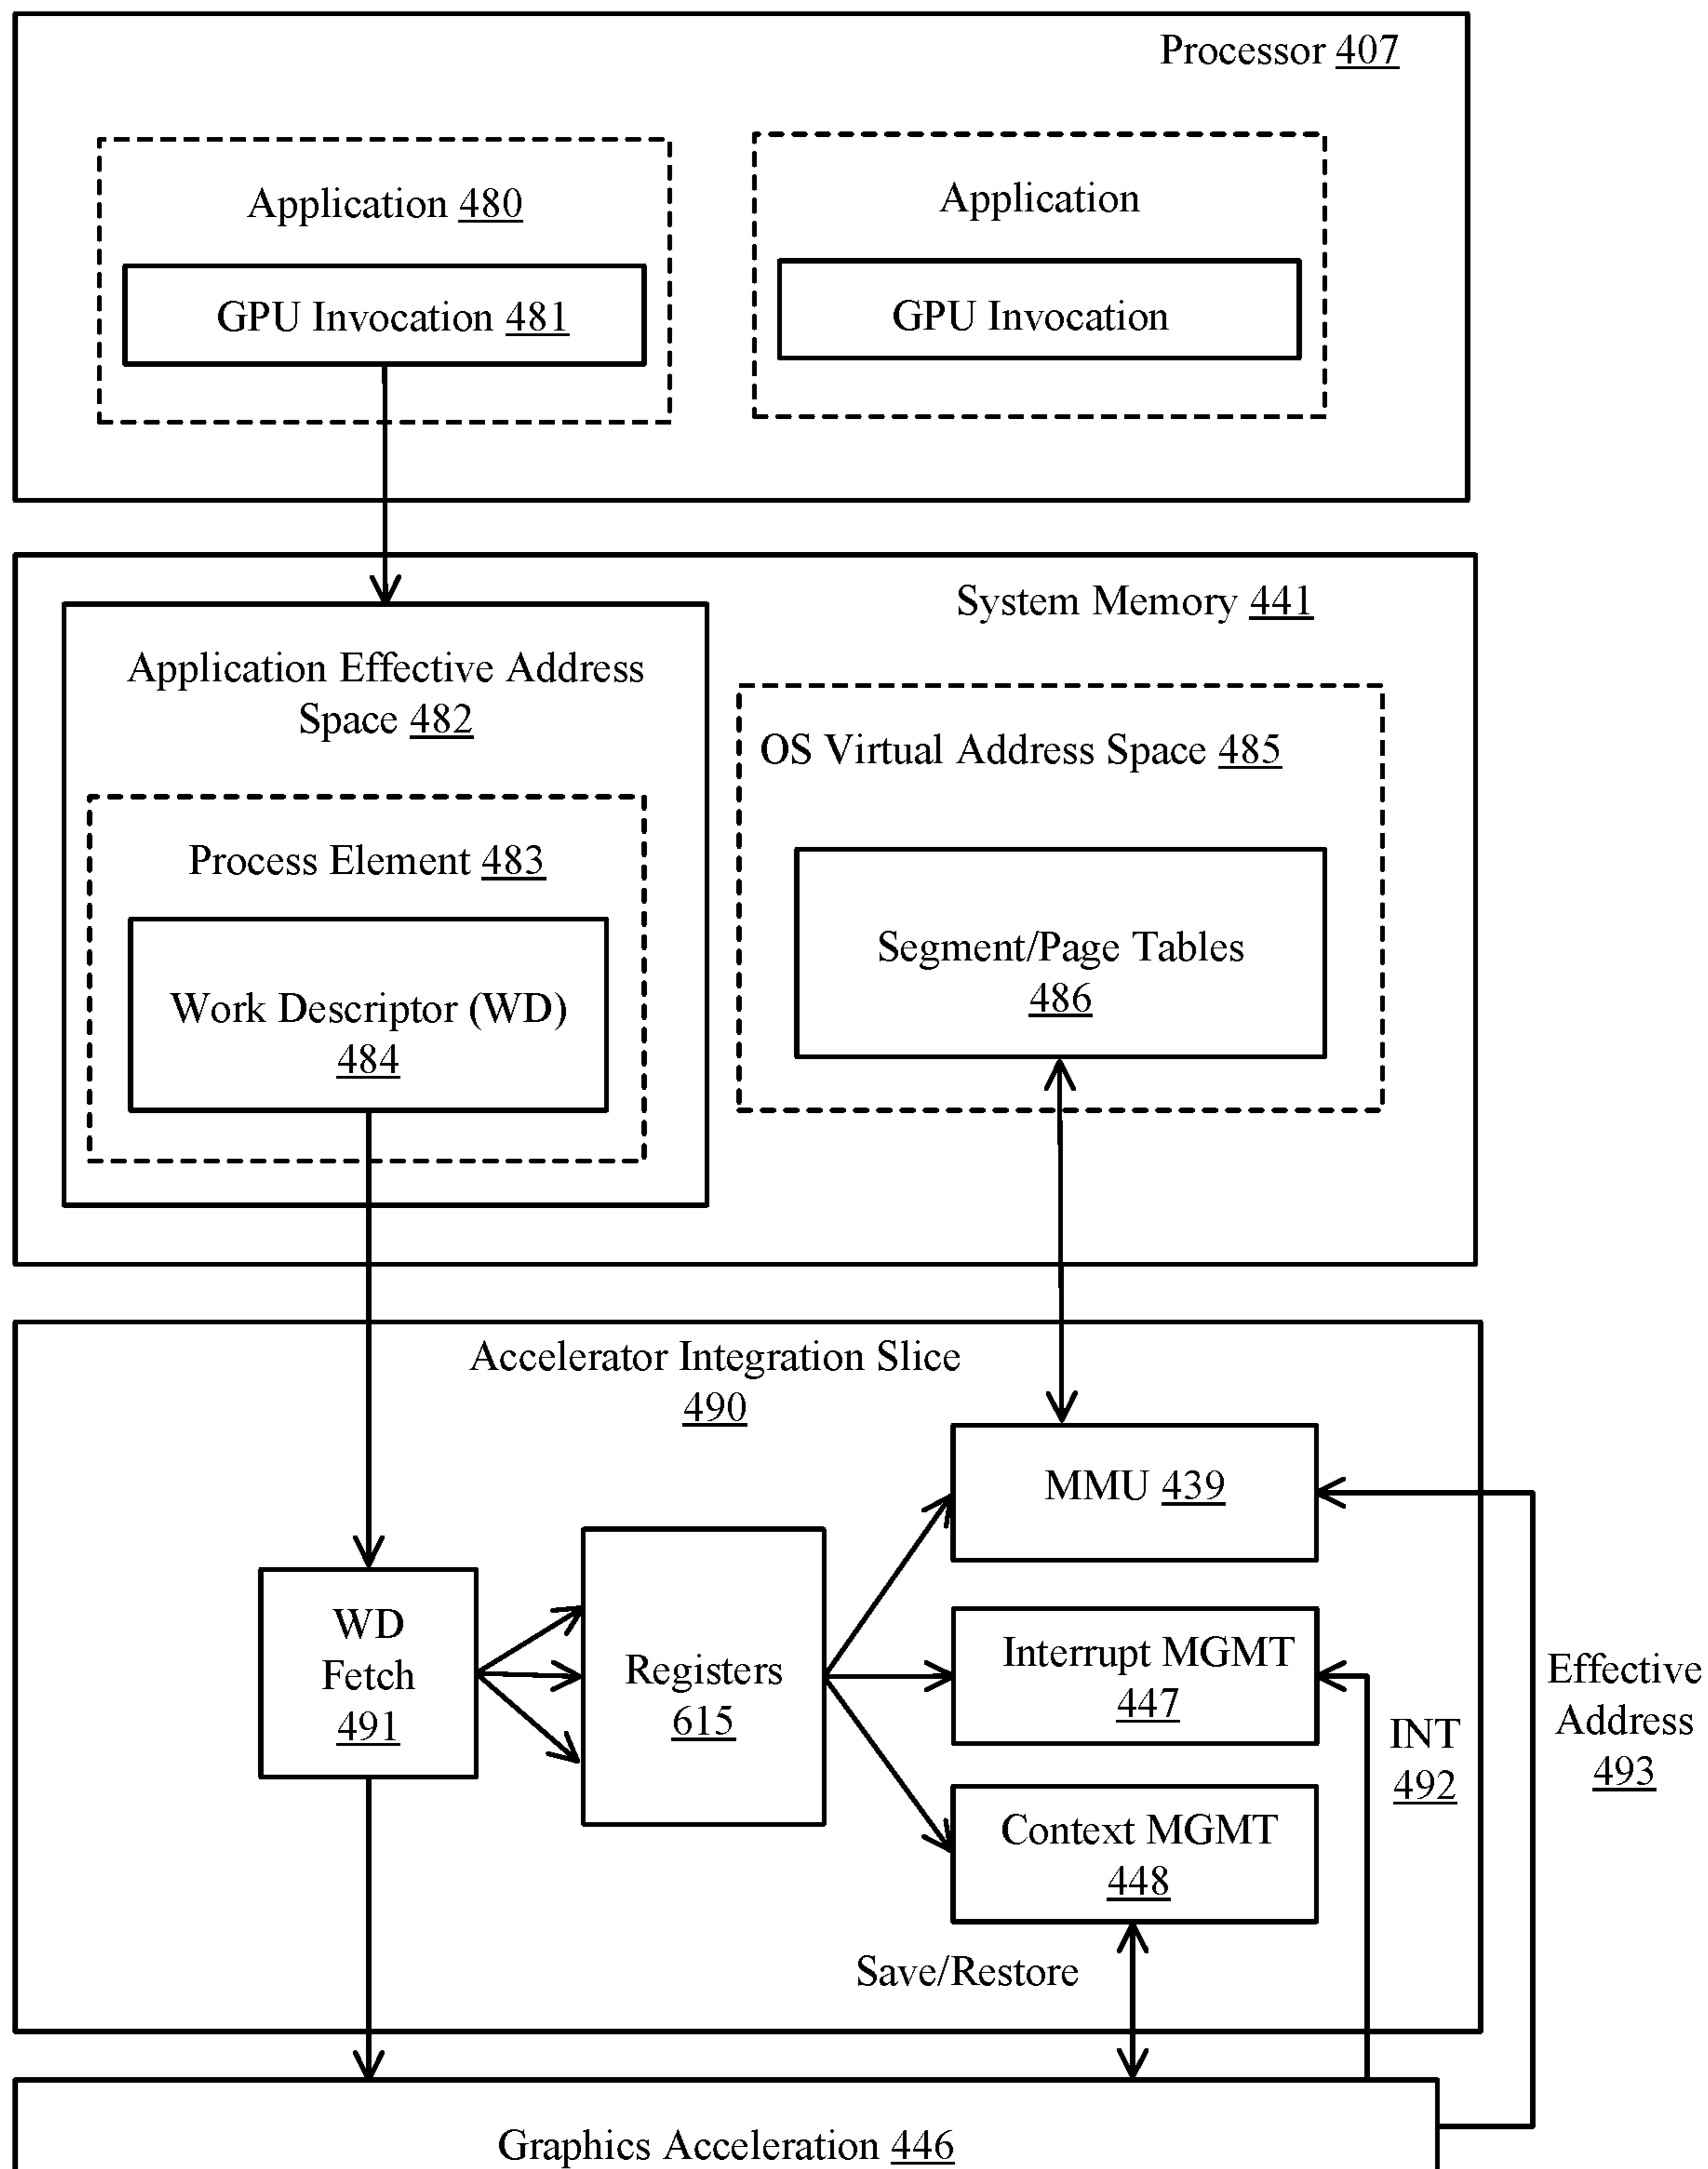 Processor 407
Application 480
GPU Invocation 481
Application
GPU Invocation
System Memory 441
Application Effective Address
Space 482
Process Element 483
Work Descriptor (WD)
484
OS Virtual Address Space 485
Segment/Page Tables
486
Accelerator Integration Slice
490
WD
Fetch
491
Registers
615
MMU 439
Interrupt MGMT
447
Context MGMT
448
Save/Restore
INT
492
Effective
Address
493
Graphics Acceleration 446